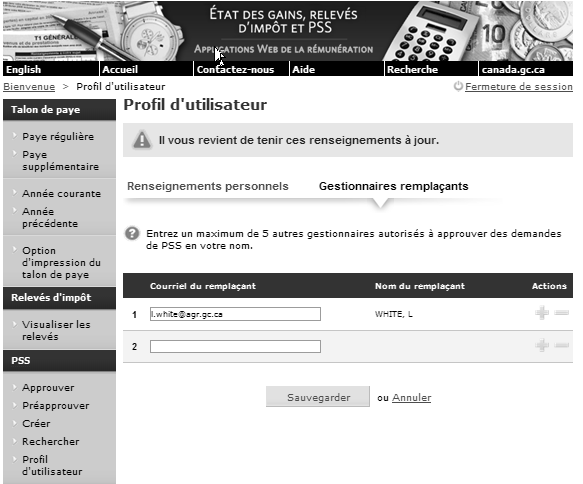 ÉTAT DES GAINS, RELEVÉS
D'IMPÔT ET PSS
APPLICATIONS WEB DE LA RÉMUNÉRATION
T1 GÉNÉRALE
English Accueil Contactez-nous Aide Recherche canada.gc.ca
Bienvenue > Profil d'utilisateur Fermeture de session
Talon de paye
Paye régulière
Paye
supplémentaire
Année courante
Année
précédente
Option
d'impression du
talon de paye
Relevés d'impôt
Visualiser les
relevés
PSS
Approuver
Préapprouver
Créer
Rechercher
Profil
d'utilisateur
Profil d'utilisateur
Il vous revient de tenir ces renseignements à jour.
Renseignements personnels Gestionnaires remplaçants
Entrez un maximum de 5 autres gestionnaires autorisés à approuver des demandes
de PSS en votre nom.
Courriel du remplaçant Nom du remplaçant Actions
1 l.white@agr.gc.ca WHITE, L
2
Sauvegarder ou Annuler